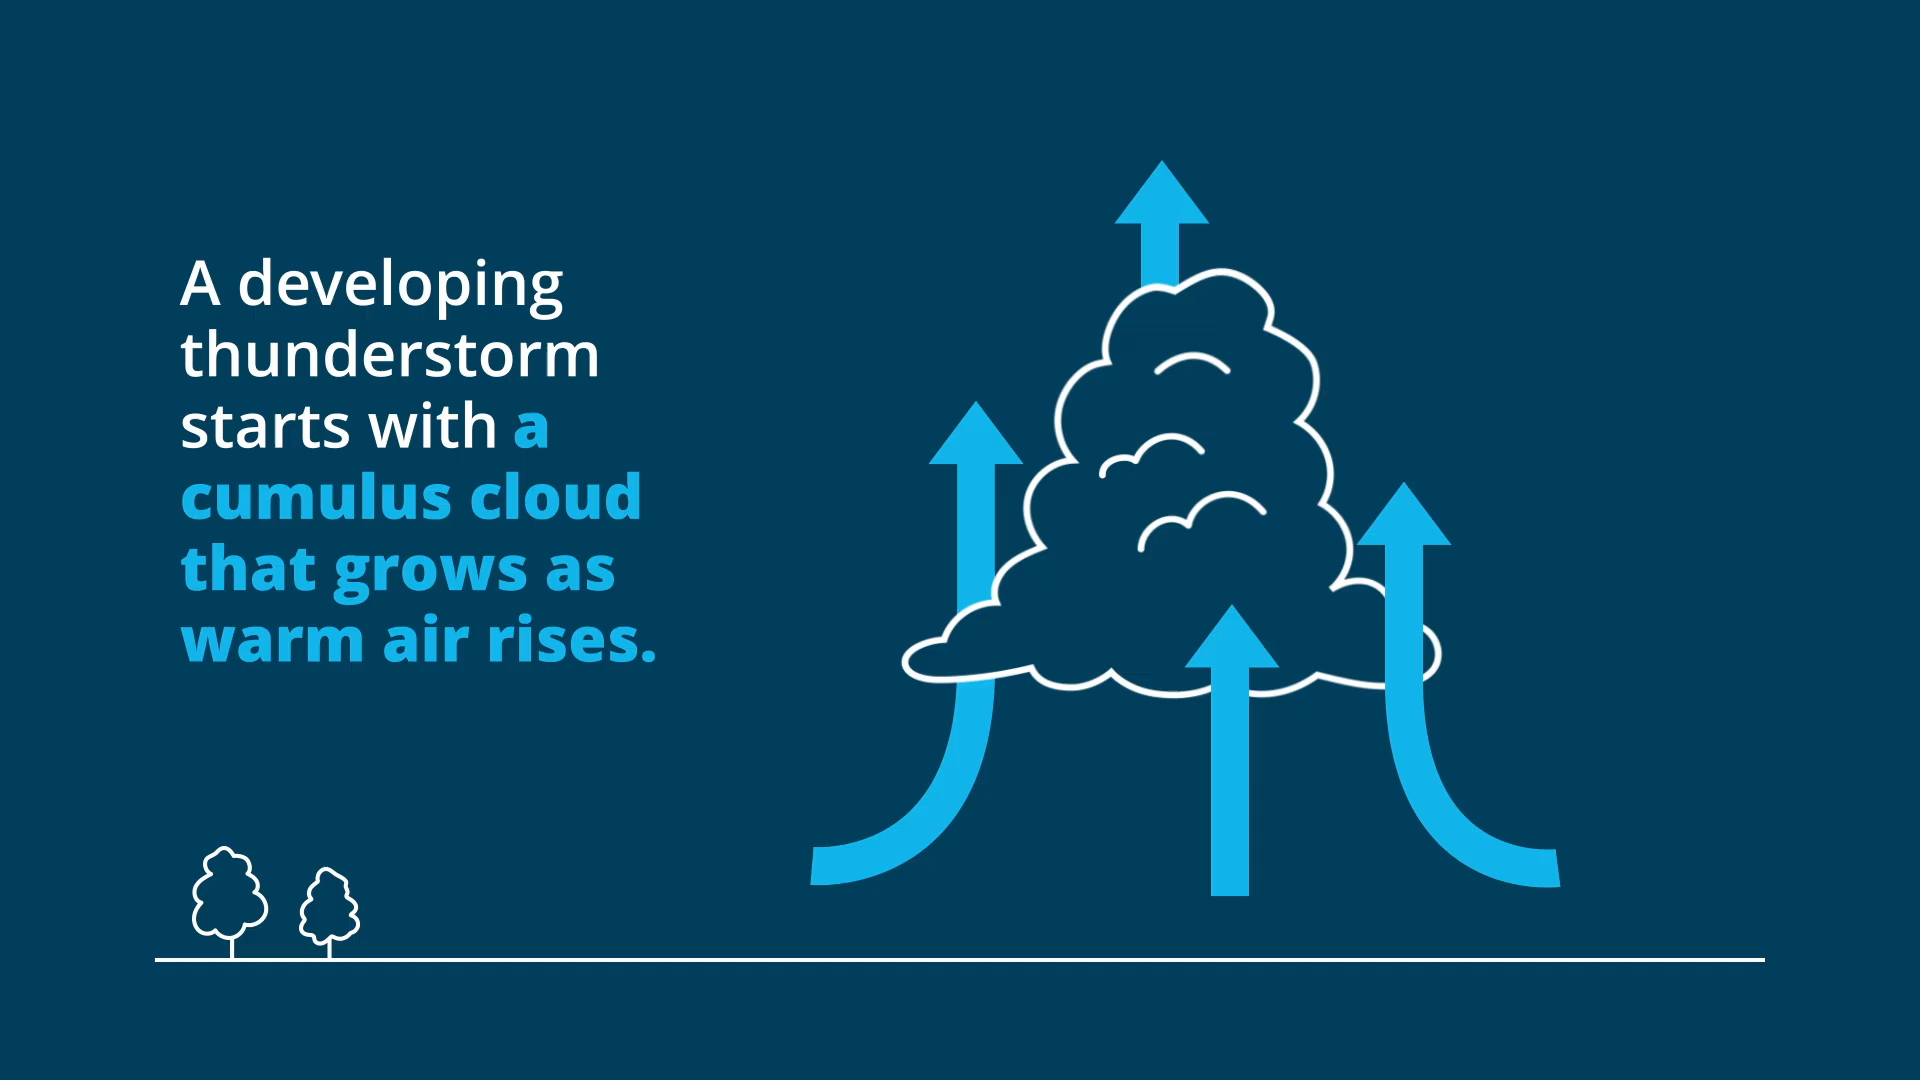 A developing
thunderstorm
starts with a
cumulus cloud
that grows as
warm air rises.